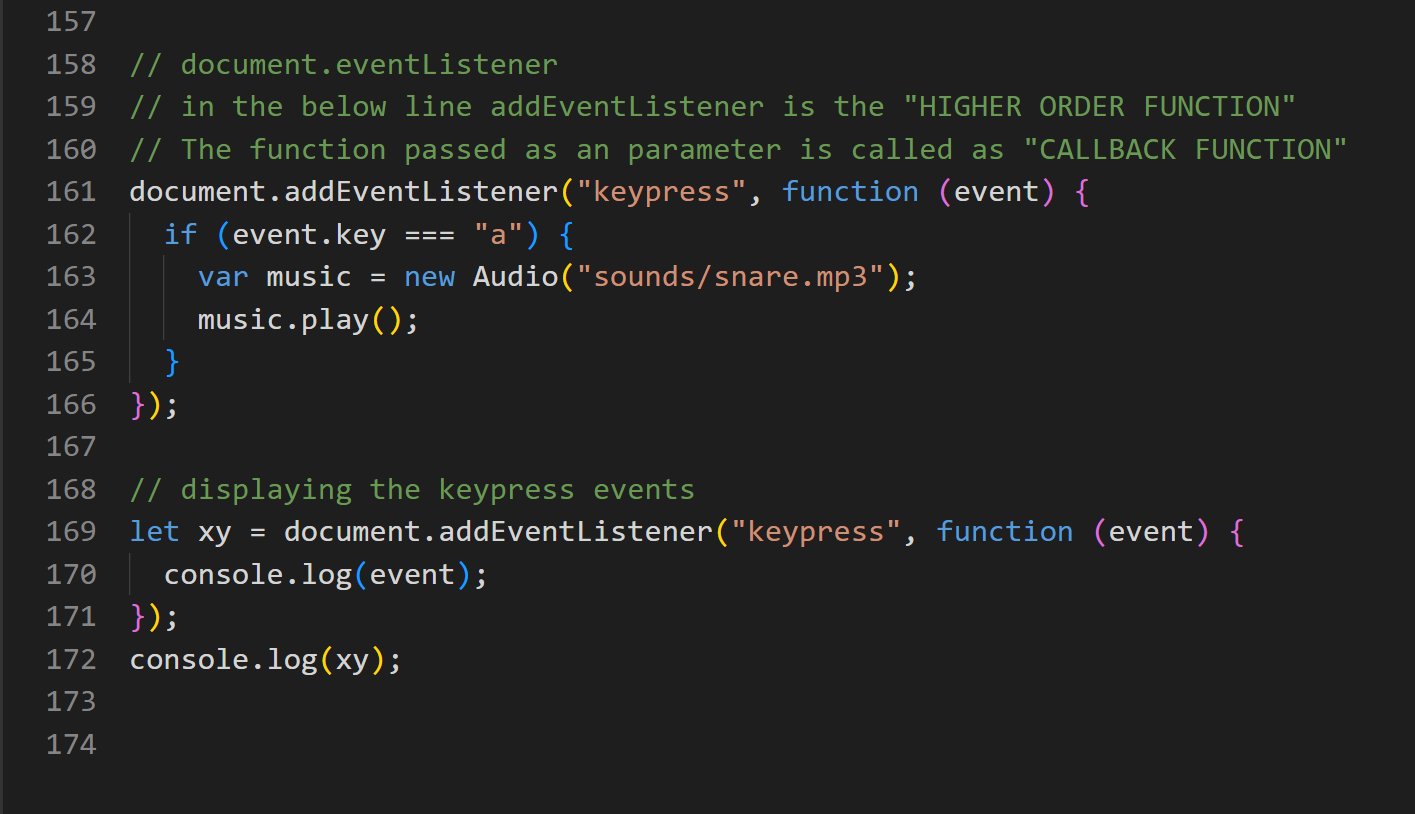 157
158 // document.eventListener
159 // in the below line addEventListener is the "HIGHER ORDER FUNCTION"
160 // The function passed as an parameter is called as "CALLBACK FUNCTION"
161 document.addEventListener("keypress", function (event) {
162   if (event.key === "a") {
163     var music = new Audio("sounds/snare.mp3");
164     music.play();
165   }
166 });
167
168 // displaying the keypress events
169 let xy = document.addEventListener("keypress", function (event) {
170   console.log(event);
171 });
172 console.log(xy);
173
174